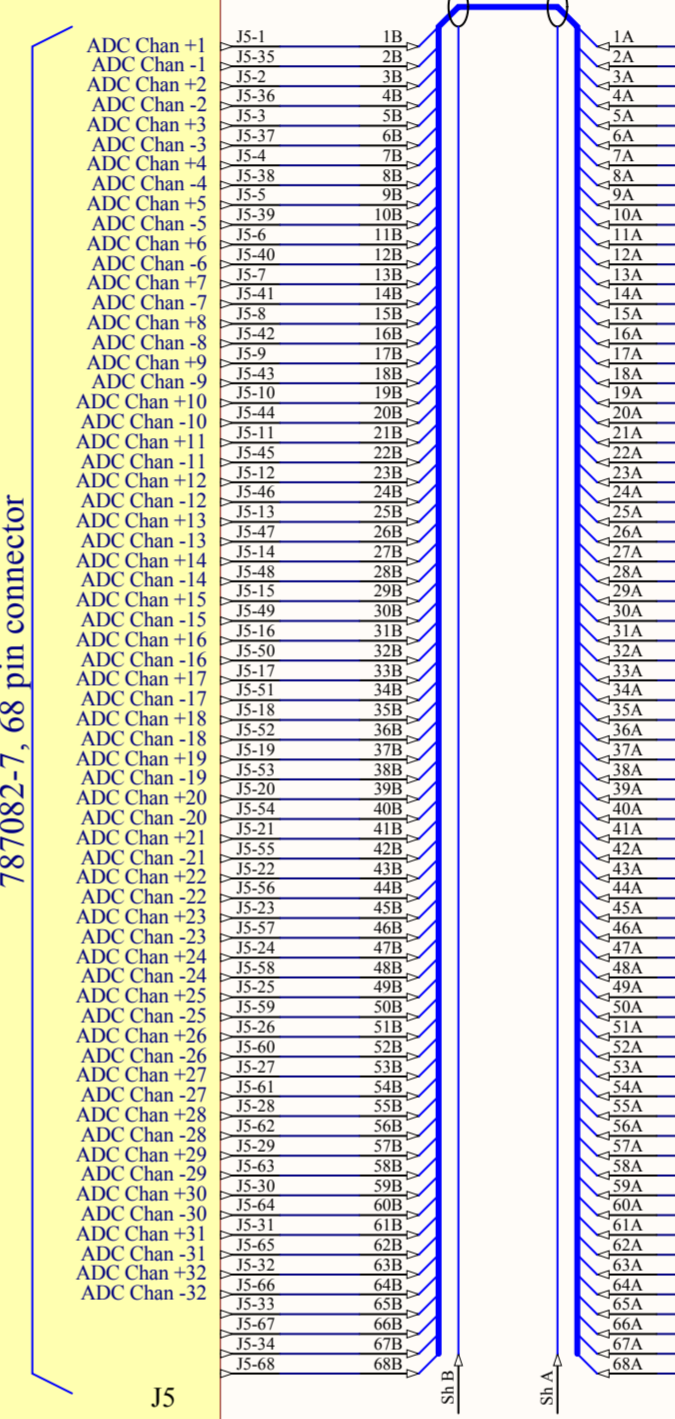 ADC Chan +1 J5-1 1B 1A
ADC Chan -1 J5-35 2B 2A
ADC Chan +2 J5-2 3B 3A
ADC Chan -2 J5-36 4B 4A
ADC Chan +3 J5-3 5B 5A
ADC Chan -3 J5-37 6B 6A
ADC Chan +4 J5-4 7B 7A
ADC Chan -4 J5-38 8B 8A
ADC Chan +5 J5-5 9B 9A
ADC Chan -5 J5-39 10B 10A
ADC Chan +6 J5-6 11B 11A
ADC Chan -6 J5-40 12B 12A
ADC Chan +7 J5-7 13B 13A
ADC Chan -7 J5-41 14B 14A
ADC Chan +8 J5-8 15B 15A
ADC Chan -8 J5-42 16B 16A
ADC Chan +9 J5-9 17B 17A
ADC Chan -9 J5-43 18B 18A
ADC Chan +10 J5-10 19B 19A
ADC Chan -10 J5-44 20B 20A
ADC Chan +11 J5-11 21B 21A
ADC Chan -11 J5-45 22B 22A
ADC Chan +12 J5-12 23B 23A
ADC Chan -12 J5-46 24B 24A
ADC Chan +13 J5-13 25B 25A
ADC Chan -13 J5-47 26B 26A
ADC Chan +14 J5-14 27B 27A
ADC Chan -14 J5-48 28B 28A
ADC Chan +15 J5-15 29B 29A
ADC Chan -15 J5-49 30B 30A
ADC Chan +16 J5-16 31B 31A
ADC Chan -16 J5-50 32B 32A
ADC Chan +17 J5-17 33B 33A
ADC Chan -17 J5-51 34B 34A
ADC Chan +18 J5-18 35B 35A
ADC Chan -18 J5-52 36B 36A
ADC Chan +19 J5-19 37B 37A
ADC Chan -19 J5-53 38B 38A
ADC Chan +20 J5-20 39B 39A
ADC Chan -20 J5-54 40B 40A
ADC Chan +21 J5-21 41B 41A
ADC Chan -21 J5-55 42B 42A
ADC Chan +22 J5-22 43B 43A
ADC Chan -22 J5-56 44B 44A
ADC Chan +23 J5-23 45B 45A
ADC Chan -23 J5-57 46B 46A
ADC Chan +24 J5-24 47B 47A
ADC Chan -24 J5-58 48B 48A
ADC Chan +25 J5-25 49B 49A
ADC Chan -25 J5-59 50B 50A
ADC Chan +26 J5-26 51B 51A
ADC Chan -26 J5-60 52B 52A
ADC Chan +27 J5-27 53B 53A
ADC Chan -27 J5-61 54B 54A
ADC Chan +28 J5-28 55B 55A
ADC Chan -28 J5-62 56B 56A
ADC Chan +29 J5-29 57B 57A
ADC Chan -29 J5-63 58B 58A
ADC Chan +30 J5-30 59B 59A
ADC Chan -30 J5-64 60B 60A
ADC Chan +31 J5-31 61B 61A
ADC Chan -31 J5-65 62B 62A
ADC Chan +32 J5-32 63B 63A
ADC Chan -32 J5-66 64B 64A
J5-33 65B 65A
J5-67 66B 66A
J5-34 67B 67A
J5-68 68B 68A
787082-7, 68 pin connector
J5
Sh B
Sh A